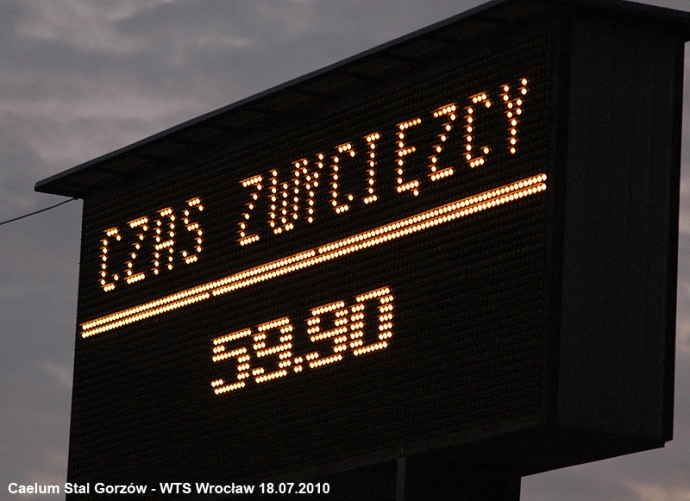 CZAS ZWYCIĘZCY
59.90
Caelum Stal Gorzów - WTS Wrocław 18.07.2010